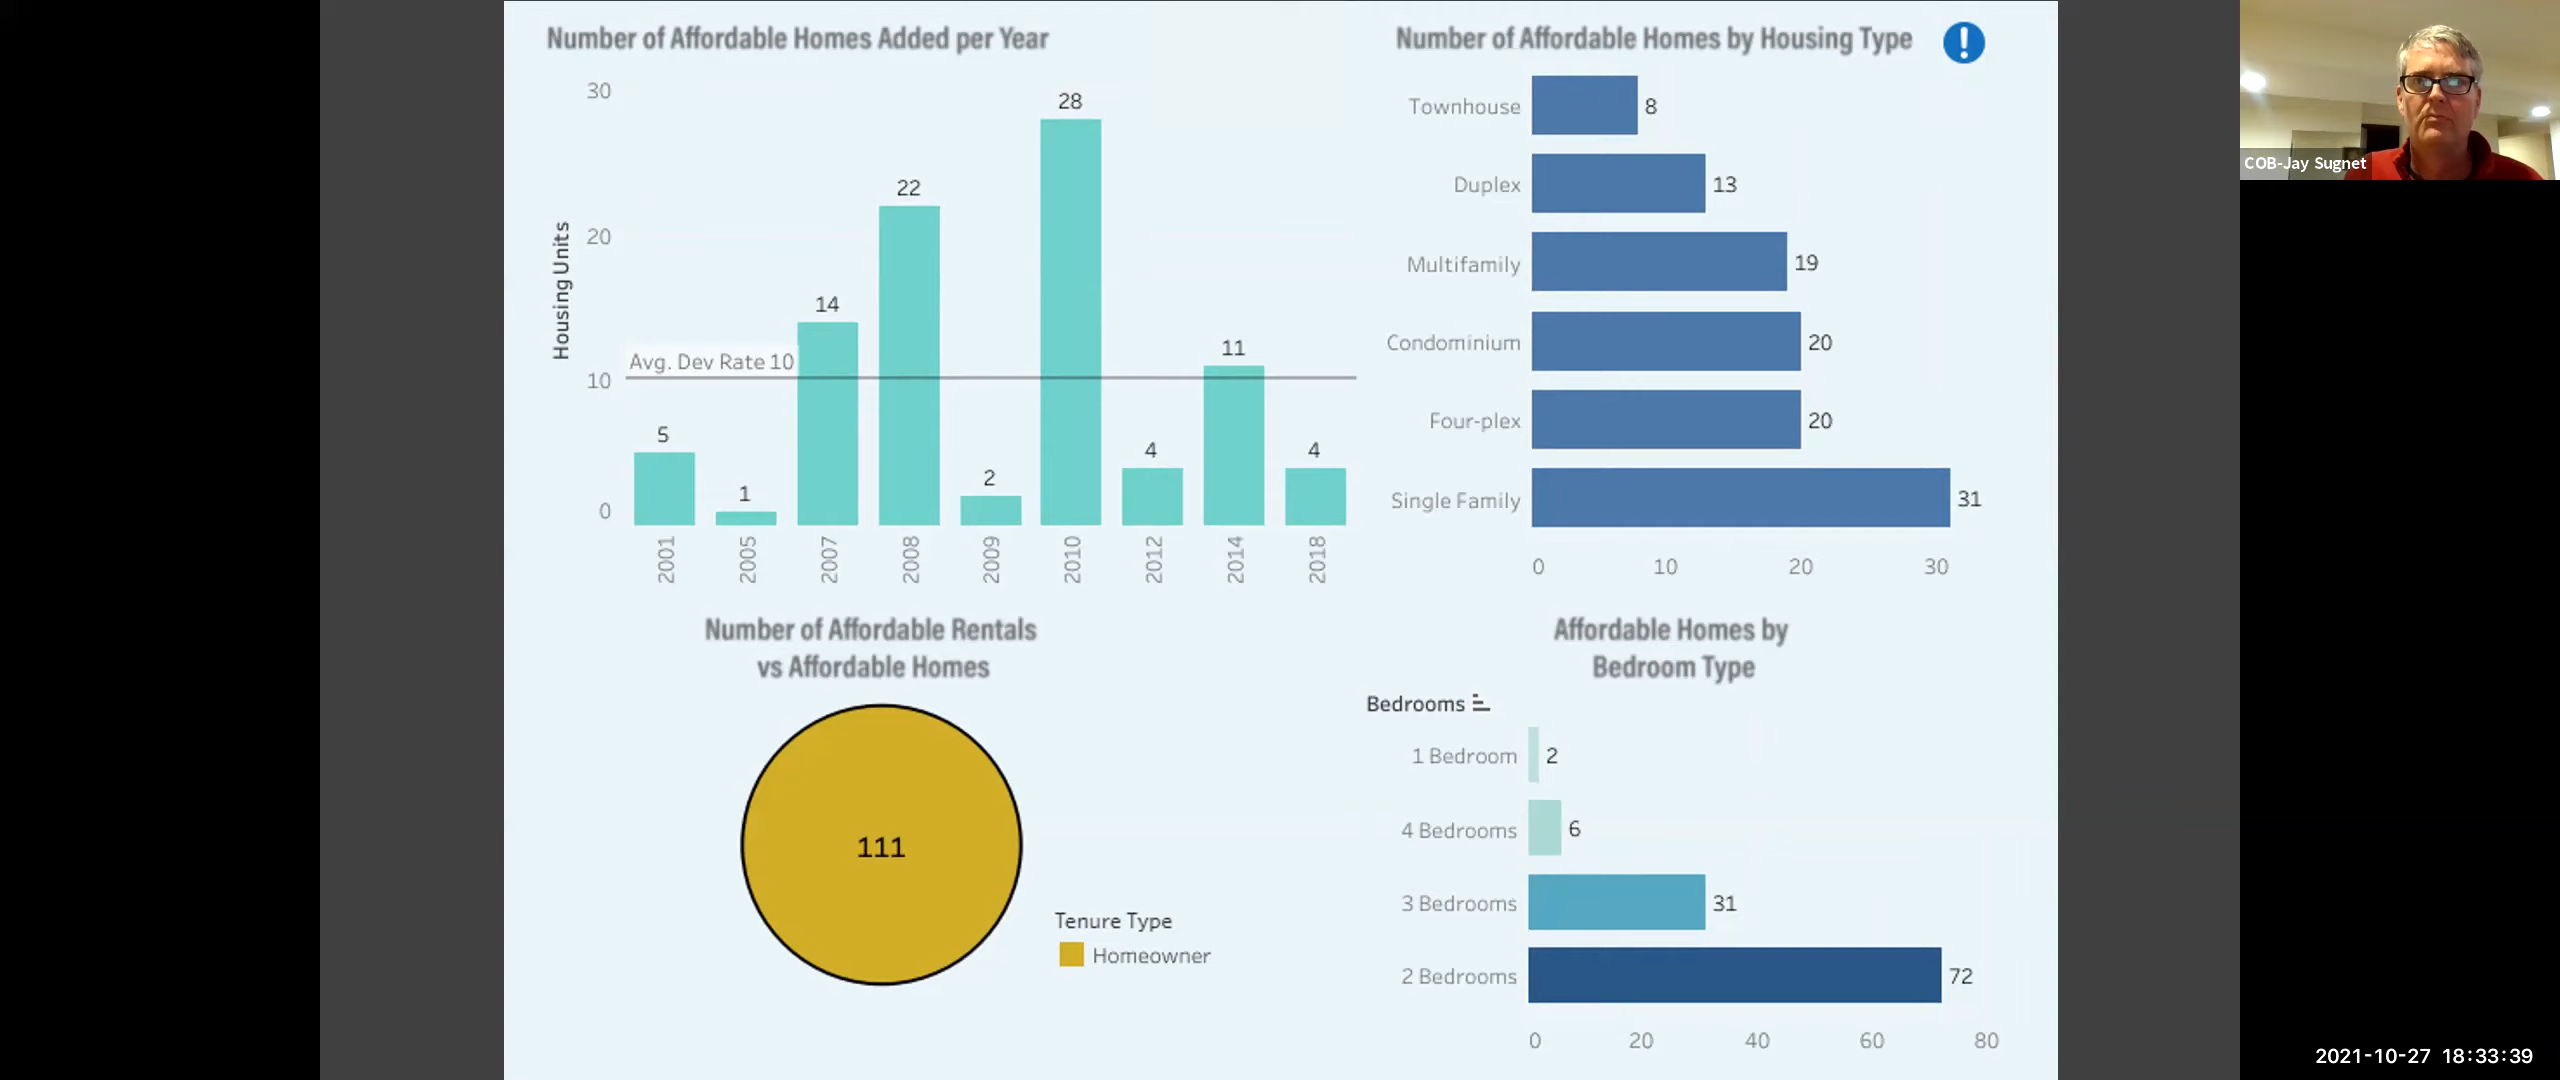 Number of Affordable Homes Added per Year
30
20
10
0
Housing Units
Avg. Dev Rate 10
5
1
14
22
2
28
4
11
4
2001
2005
2007
2008
2009
2010
2012
2014
2018
Number of Affordable Homes by Housing Type
!
Townhouse 8
Duplex 13
Multifamily 19
Condominium 20
Four-plex 20
Single Family 31
0 10 20 30
Number of Affordable Rentals
vs Affordable Homes
111
Tenure Type
Homeowner
Affordable Homes by
Bedroom Type
Bedrooms
1 Bedroom 2
4 Bedrooms 6
3 Bedrooms 31
2 Bedrooms 72
0 20 40 60 80
COB-Jay Sugnet
2021-10-27 18:33:39